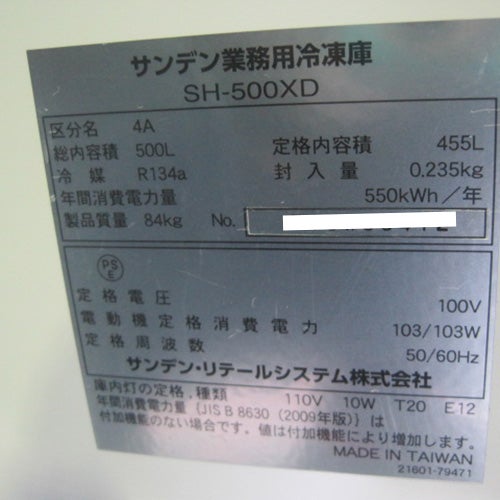 サンデン業務用冷凍庫
SH-500XD
区分名 4A
総内容積 500L 定格内容積 455L
冷媒 R134a 封入量 0.235kg
年間消費電力量 550kWh/年
製品質量 84kg No.
PS
E
定格電圧 100V
電動機定格消費電力 103/103W
定格周波数 50/60Hz
サンデン・リテールシステム株式会社
庫内灯の定格,種類 110V 10W T20 E12
年間消費電力量{JIS B 8630(2009年版)}は
付加機能のない場合です。値は付加機能により増加します。
MADE IN TAIWAN
21601-79471